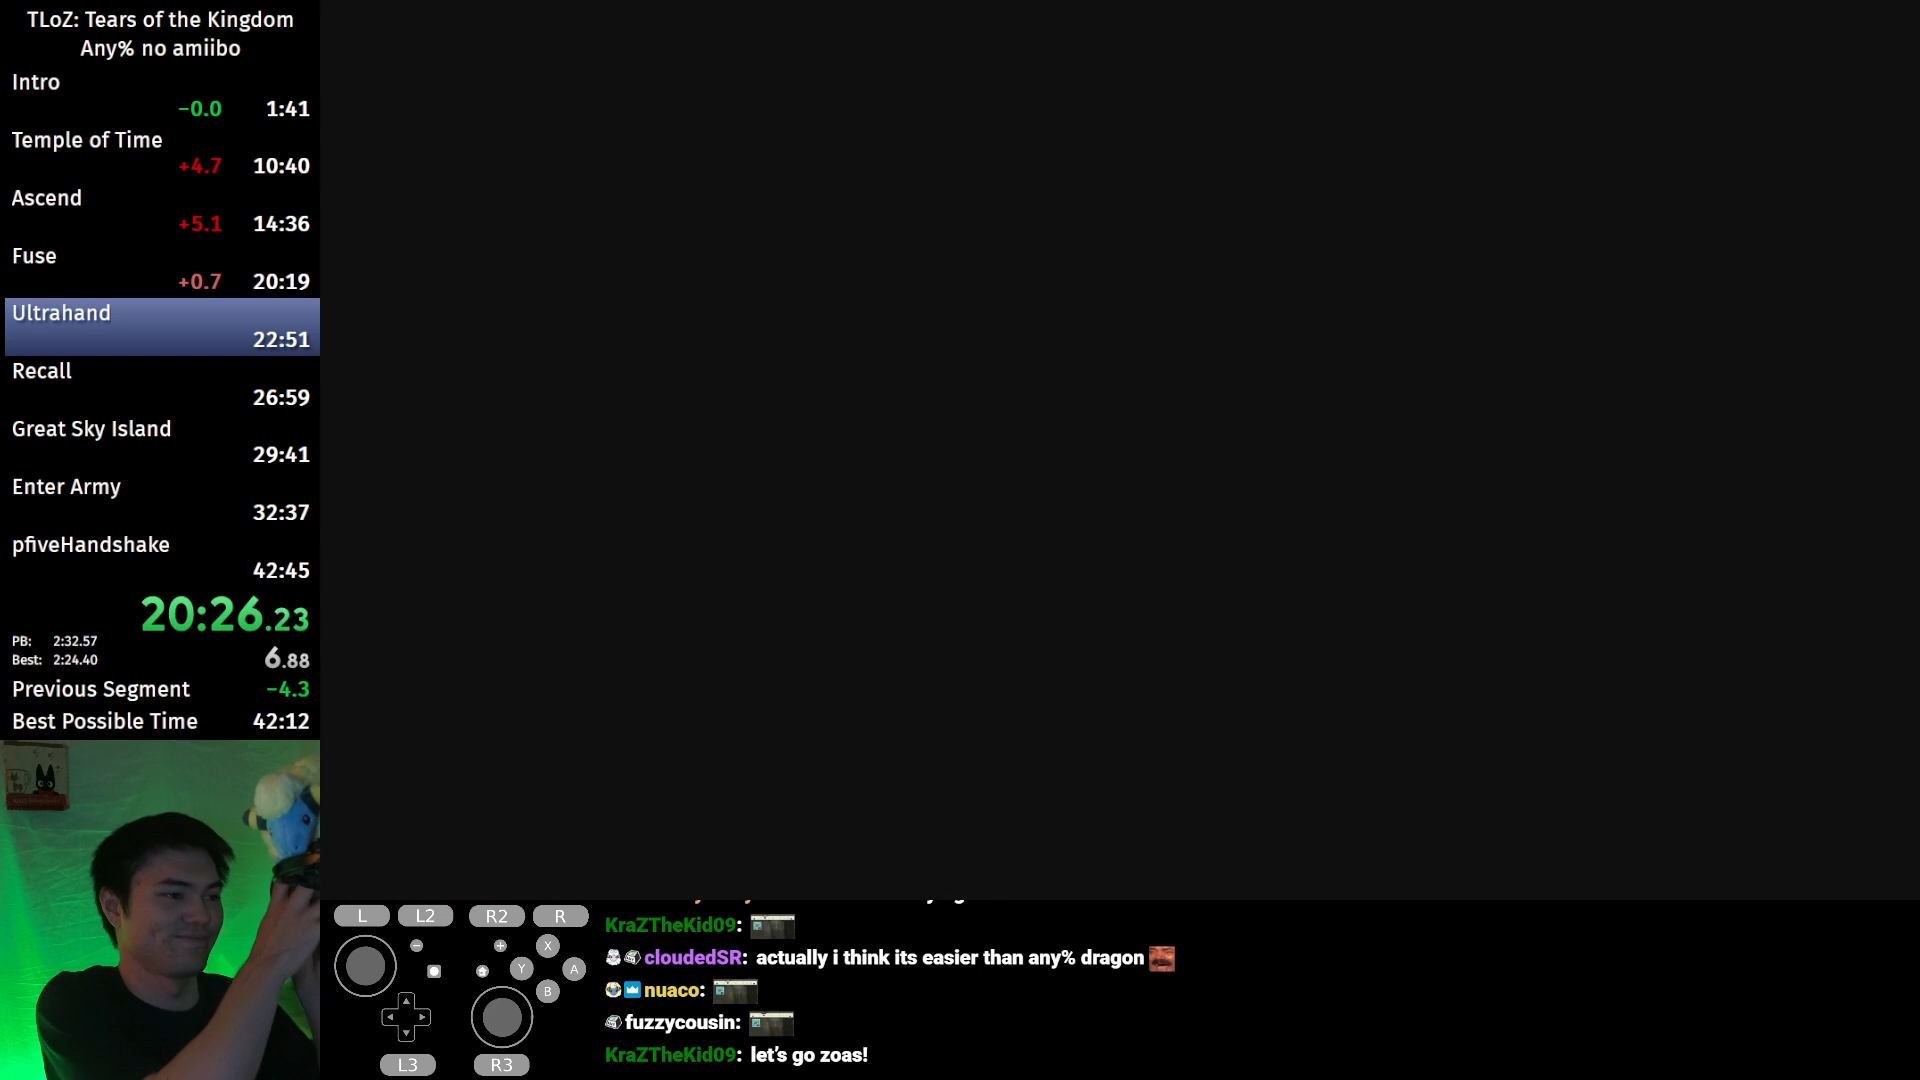 TLoZ: Tears of the Kingdom
Any% no amiibo
Intro
−0.0 1:41
Temple of Time
+4.7 10:40
Ascend
+5.1 14:36
Fuse
+0.7 20:19
Ultrahand
22:51
Recall
26:59
Great Sky Island
29:41
Enter Army
32:37
pfiveHandshake
42:45
20:26.23
PB: 2:32.57
Best: 2:24.40
6.88
Previous Segment −4.3
Best Possible Time 42:12
L L2 R2 R
X
Y A
B
L3 R3
KraZTheKid09:
cloudedSR: actually i think its easier than any% dragon
nuaco:
fuzzycousin:
KraZTheKid09: let's go zoas!